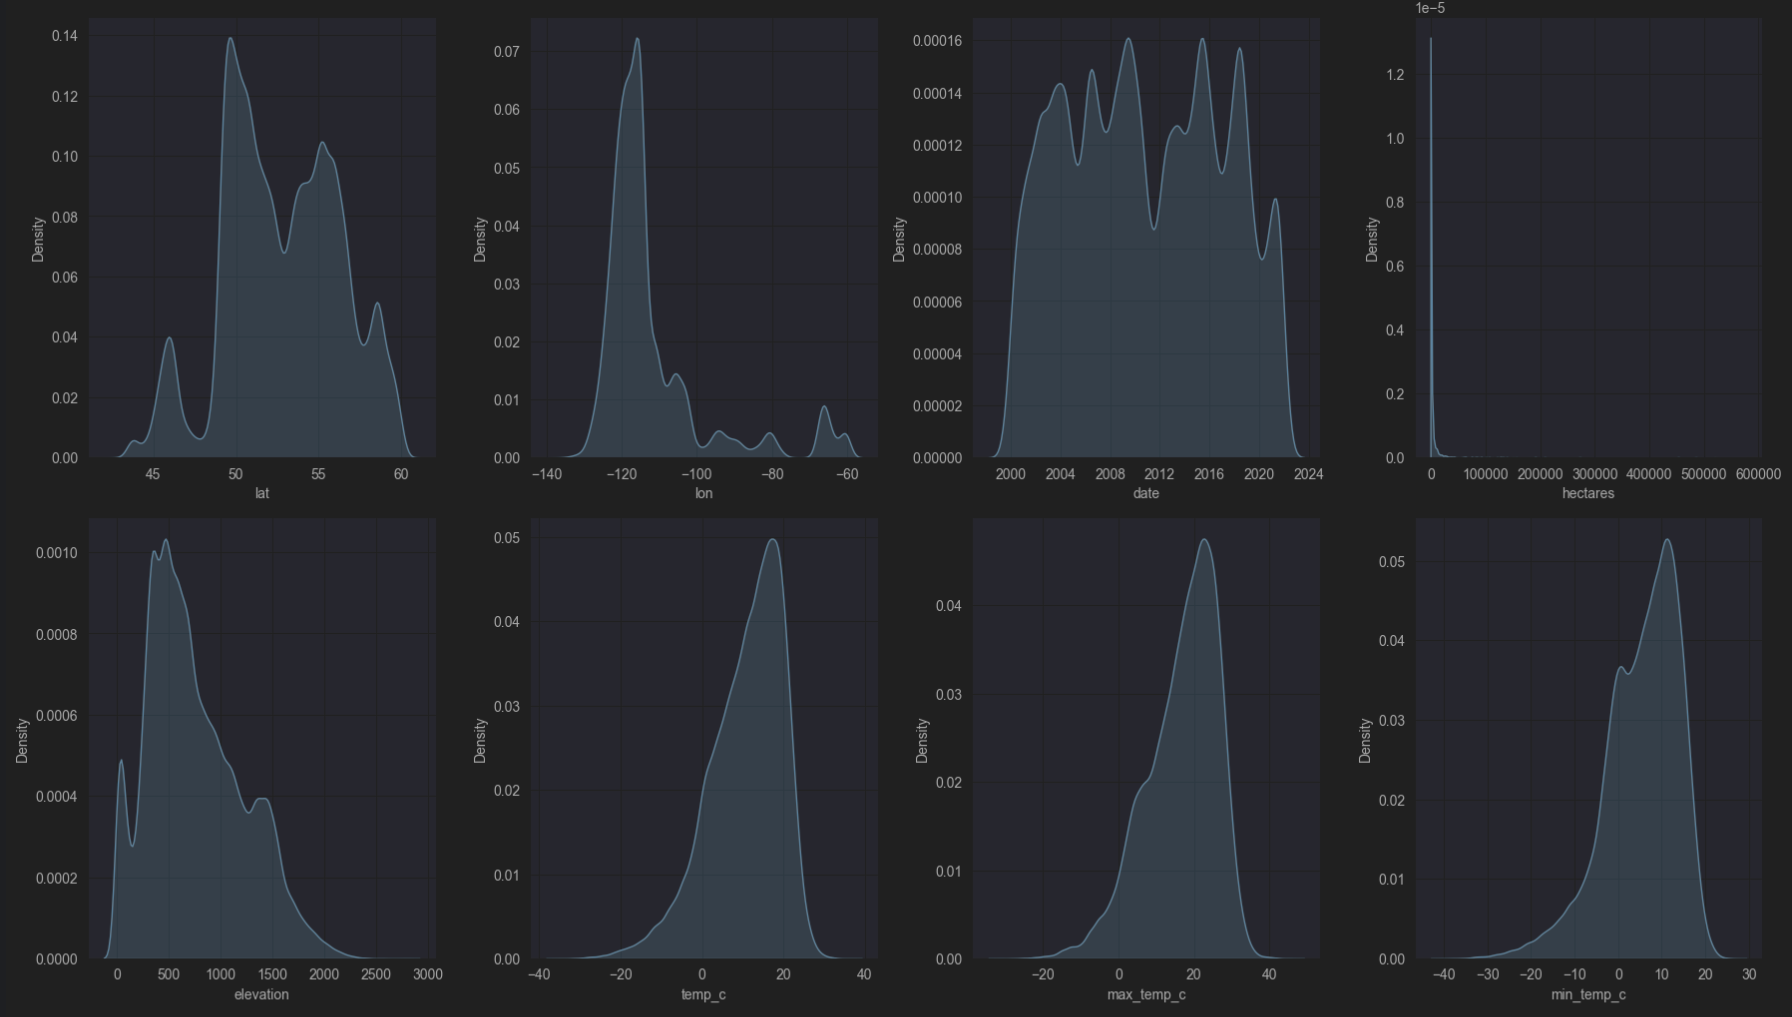 1e−5
0.14
0.12
0.10
0.08
0.06
0.04
0.02
0.00
Density
45 50 55 60
lat
0.07
0.06
0.05
0.04
0.03
0.02
0.01
0.00
Density
−140 −120 −100 −80 −60
lon
0.00016
0.00014
0.00012
0.00010
0.00008
0.00006
0.00004
0.00002
0.00000
Density
2000 2004 2008 2012 2016 2020 2024
date
1.2
1.0
0.8
0.6
0.4
0.2
0.0
Density
0 100000 200000 300000 400000 500000 600000
hectares
0.0010
0.0008
0.0006
0.0004
0.0002
0.0000
Density
0 500 1000 1500 2000 2500 3000
elevation
0.05
0.04
0.03
0.02
0.01
0.00
Density
−40 −20 0 20 40
temp_c
0.04
0.03
0.02
0.01
0.00
Density
−20 0 20 40
max_temp_c
0.05
0.04
0.03
0.02
0.01
0.00
Density
−40 −30 −20 −10 0 10 20 30
min_temp_c